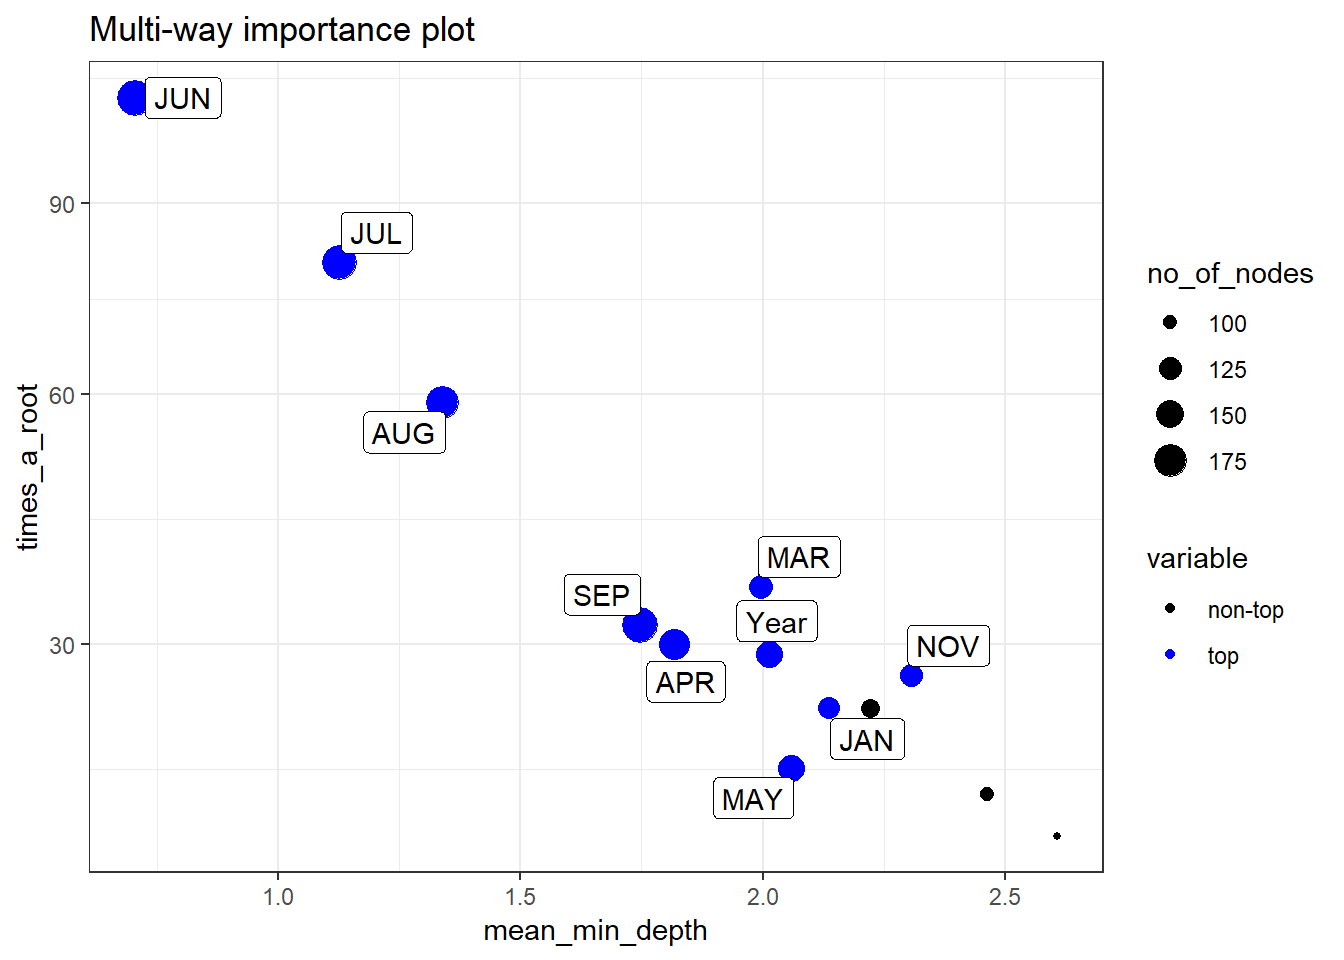 Multi-way importance plot
JUN
90
JUL
60
AUG
MAR
SEP
Year
30
NOV
APR
JAN
MAY
1.0
1.5
2.0
2.5
mean_min_depth
times_a_root
no_of_nodes
100
125
150
175
variable
non-top
top